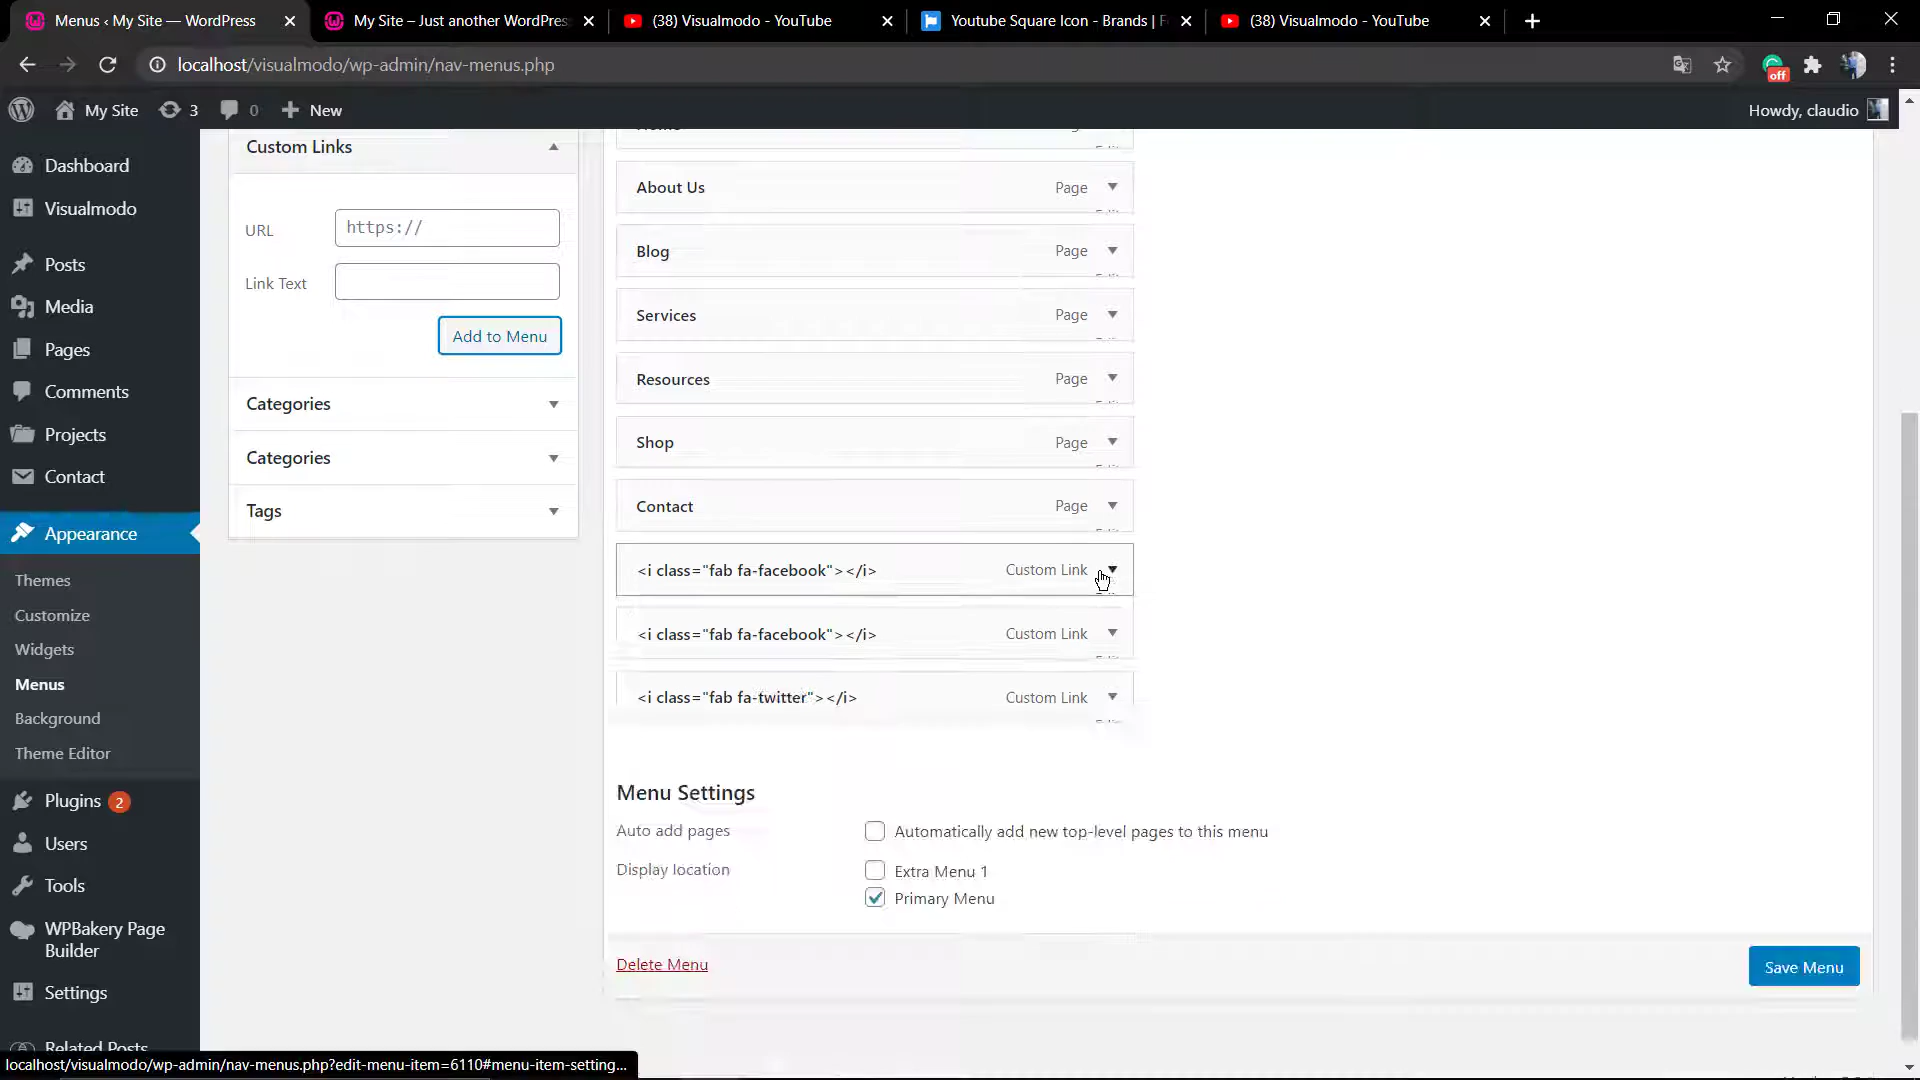 Menus ‹ My Site — WordPress
My Site – Just another WordPres
(38) Visualmodo - YouTube
Youtube Square Icon - Brands | F
(38) Visualmodo - YouTube
localhost/visualmodo/wp-admin/nav-menus.php
off
My Site
3
0
New
Howdy, claudio
Dashboard
Visualmodo
Posts
Media
Pages
Comments
Projects
Contact
Appearance
Themes
Customize
Widgets
Menus
Background
Theme Editor
Plugins 2
Users
Tools
WPBakery Page
Builder
Settings
Related Posts
Custom Links
URL
https://
Link Text
Add to Menu
Categories
Categories
Tags
Home
About Us Page
Blog Page
Services Page
Resources Page
Shop Page
Contact Page
<i class="fab fa-facebook"></i> Custom Link
<i class="fab fa-facebook"></i> Custom Link
<i class="fab fa-twitter"></i> Custom Link
Menu Settings
Auto add pages
Automatically add new top-level pages to this menu
Display location
Extra Menu 1
Primary Menu
Delete Menu
Save Menu
localhost/visualmodo/wp-admin/nav-menus.php?edit-menu-item=6110#menu-item-setting...